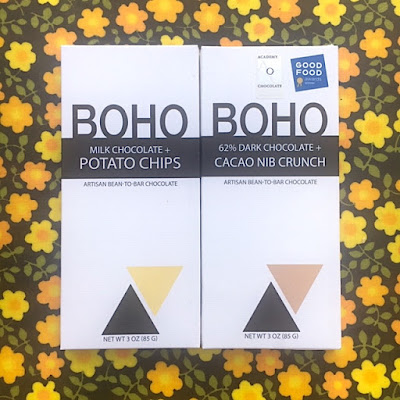 BOHO
MILK CHOCOLATE +
POTATO CHIPS
ARTISAN BEAN-TO-BAR CHOCOLATE
NET WT 3 OZ (85 G)
ACADEMY
O
CHOCOLATE
GOOD
FOOD
BOHO
62% DARK CHOCOLATE +
CACAO NIB CRUNCH
ARTISAN BEAN-TO-BAR CHOCOLATE
NET WT 3 OZ (85 G)